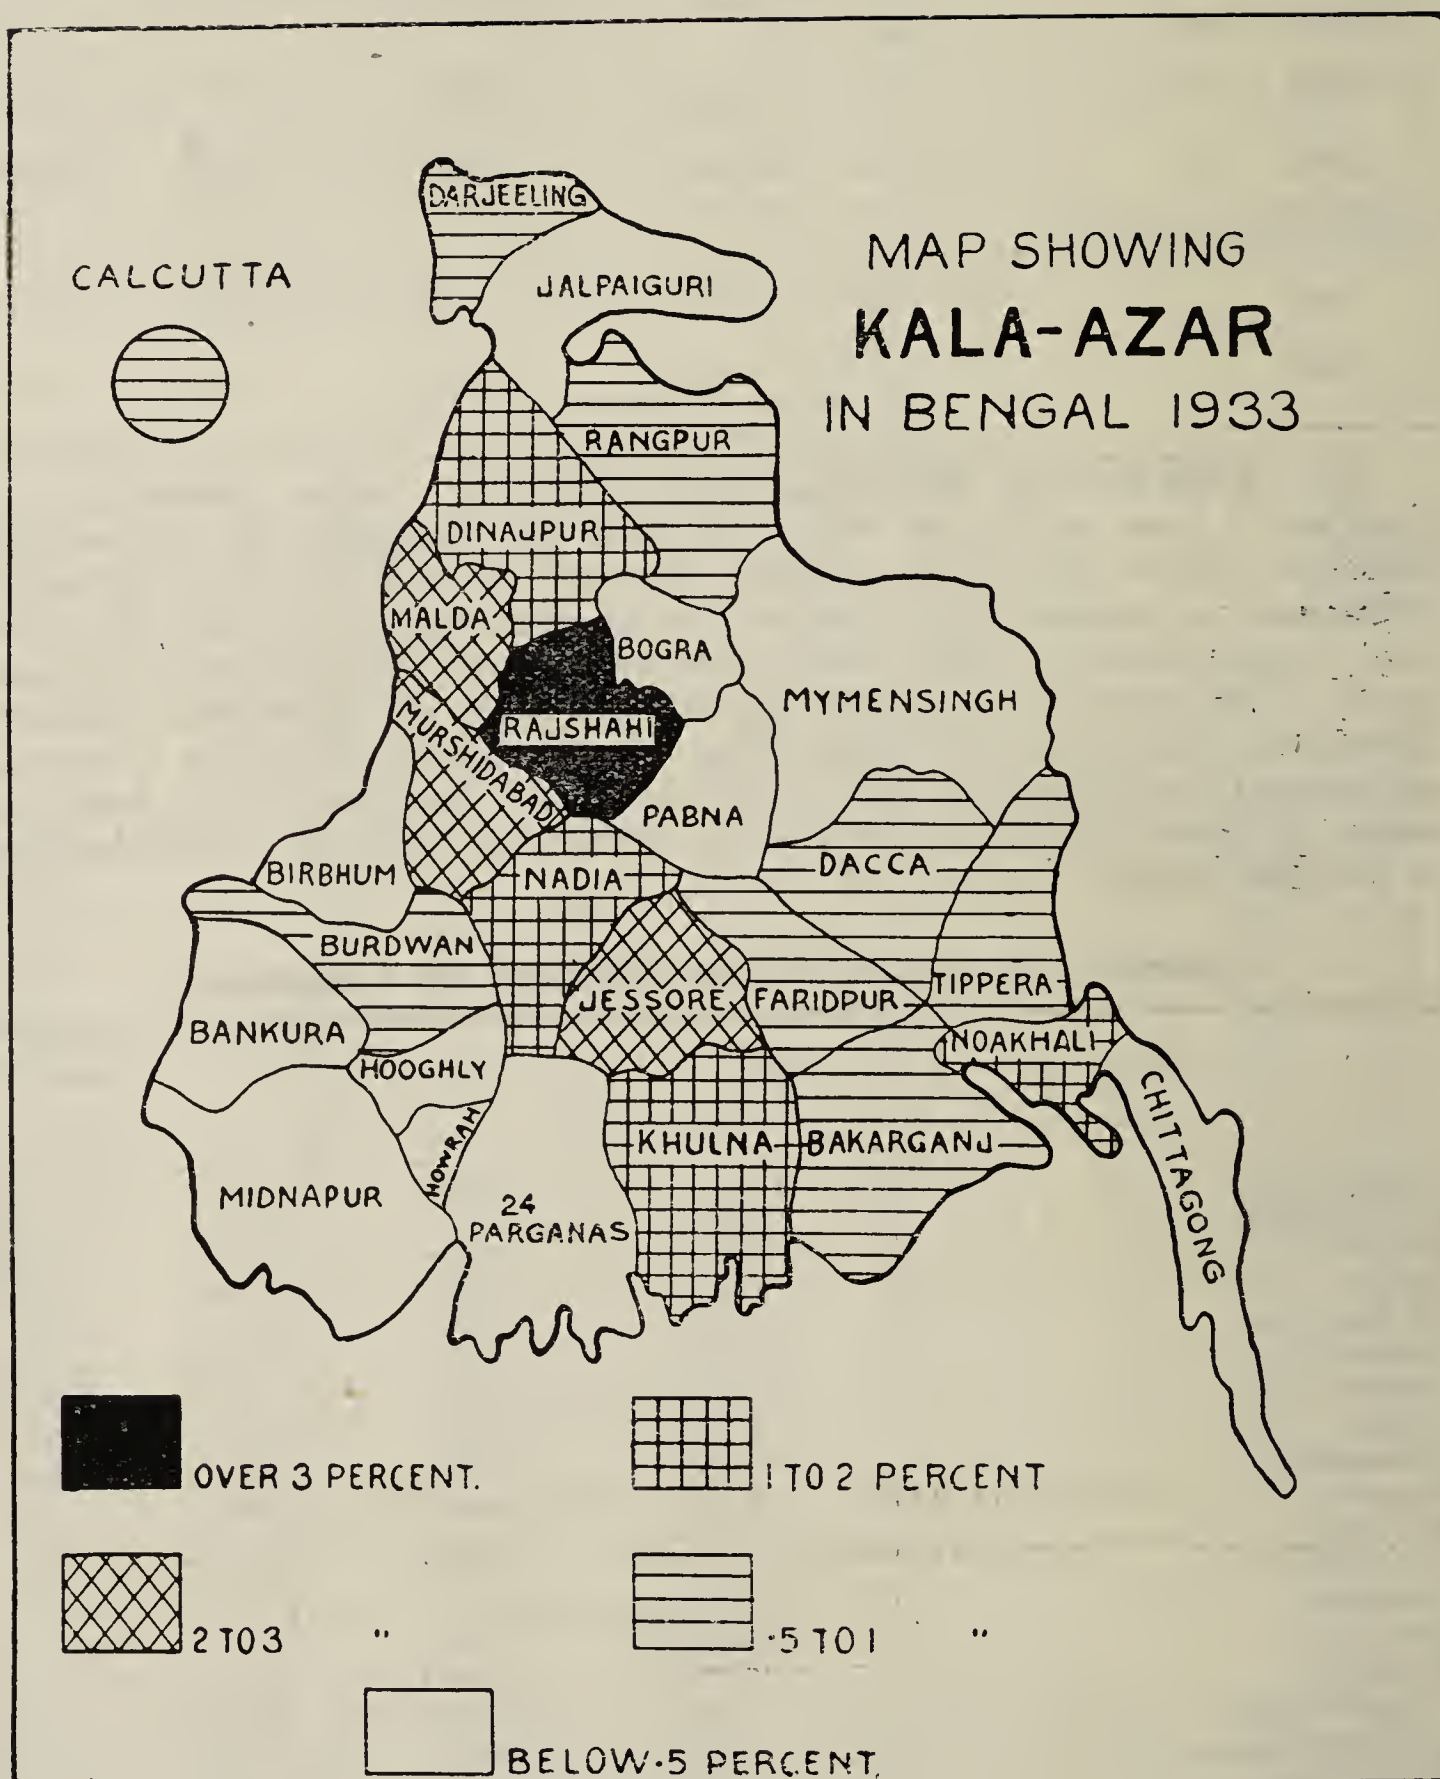 MAP SHOWING
KALA-AZAR
IN BENGAL 1933
CALCUTTA
DARJEELING
JALPAIGURI
RANGPUR
DINAJPUR
MALDA
BOGRA
RAJSHAHI
MURSHIDABAD
MYMENSINGH
PABNA
BIRBHUM
NADIA
DACCA
BURDWAN
JESSORE
FARIDPUR
TIPPERA
BANKURA
HOOGHLY
NOAKHALI
HOWRAH
KHULNA
BAKARGANJ
CHITTAGONG
MIDNAPUR
24
PARGANAS
OVER 3 PERCENT.
1 TO 2 PERCENT
2 TO 3 "
.5 TO 1 "
BELOW .5 PERCENT.